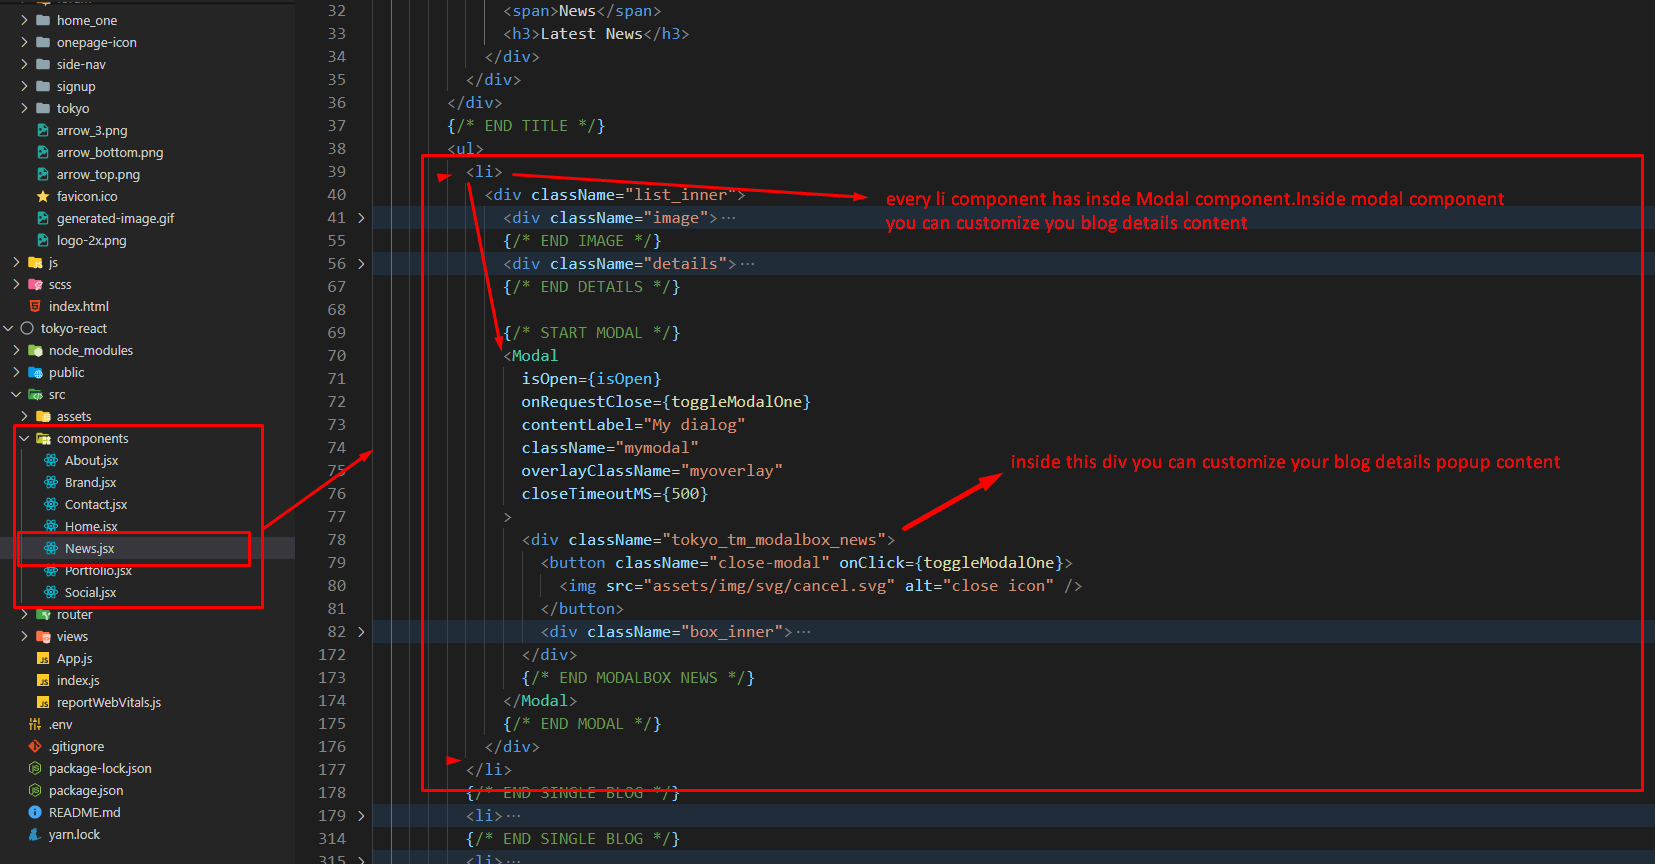 home_one
onepage-icon
side-nav
signup
tokyo
arrow_3.png
arrow_bottom.png
arrow_top.png
favicon.ico
generated-image.gif
logo-2x.png
js
scss
index.html
tokyo-react
node_modules
public
src
assets
components
About.jsx
Brand.jsx
Contact.jsx
Home.jsx
News.jsx
Portfolio.jsx
Social.jsx
router
views
App.js
index.js
reportWebVitals.js
.env
.gitignore
package-lock.json
package.json
README.md
yarn.lock
32 <span>News</span>
33 <h3>Latest News</h3>
34 </div>
35 </div>
36 </div>
37 {/* END TITLE */}
38 <ul>
39 <li>
40 <div className="list_inner">
41 <div className="image">···
55 {/* END IMAGE */}
56 <div className="details">···
67 {/* END DETAILS */}
68
69 {/* START MODAL */}
70 <Modal
71 isOpen={isOpen}
72 onRequestClose={toggleModalOne}
73 contentLabel="My dialog"
74 className="mymodal"
75 overlayClassName="myoverlay"
76 closeTimeoutMS={500}
77 >
78 <div className="tokyo_tm_modalbox_news">
79 <button className="close-modal" onClick={toggleModalOne}>
80 <img src="assets/img/svg/cancel.svg" alt="close icon" />
81 </button>
82 <div className="box_inner">···
172 </div>
173 {/* END MODALBOX NEWS */}
174 </Modal>
175 {/* END MODAL */}
176 </div>
177 </li>
178 {/* END SINGLE BLOG */}
179 <li>···
314 {/* END SINGLE BLOG */}
315 <li>···
every li component has insde Modal component.Inside modal component
you can customize you blog details content
inside this div you can customize your blog details popup content